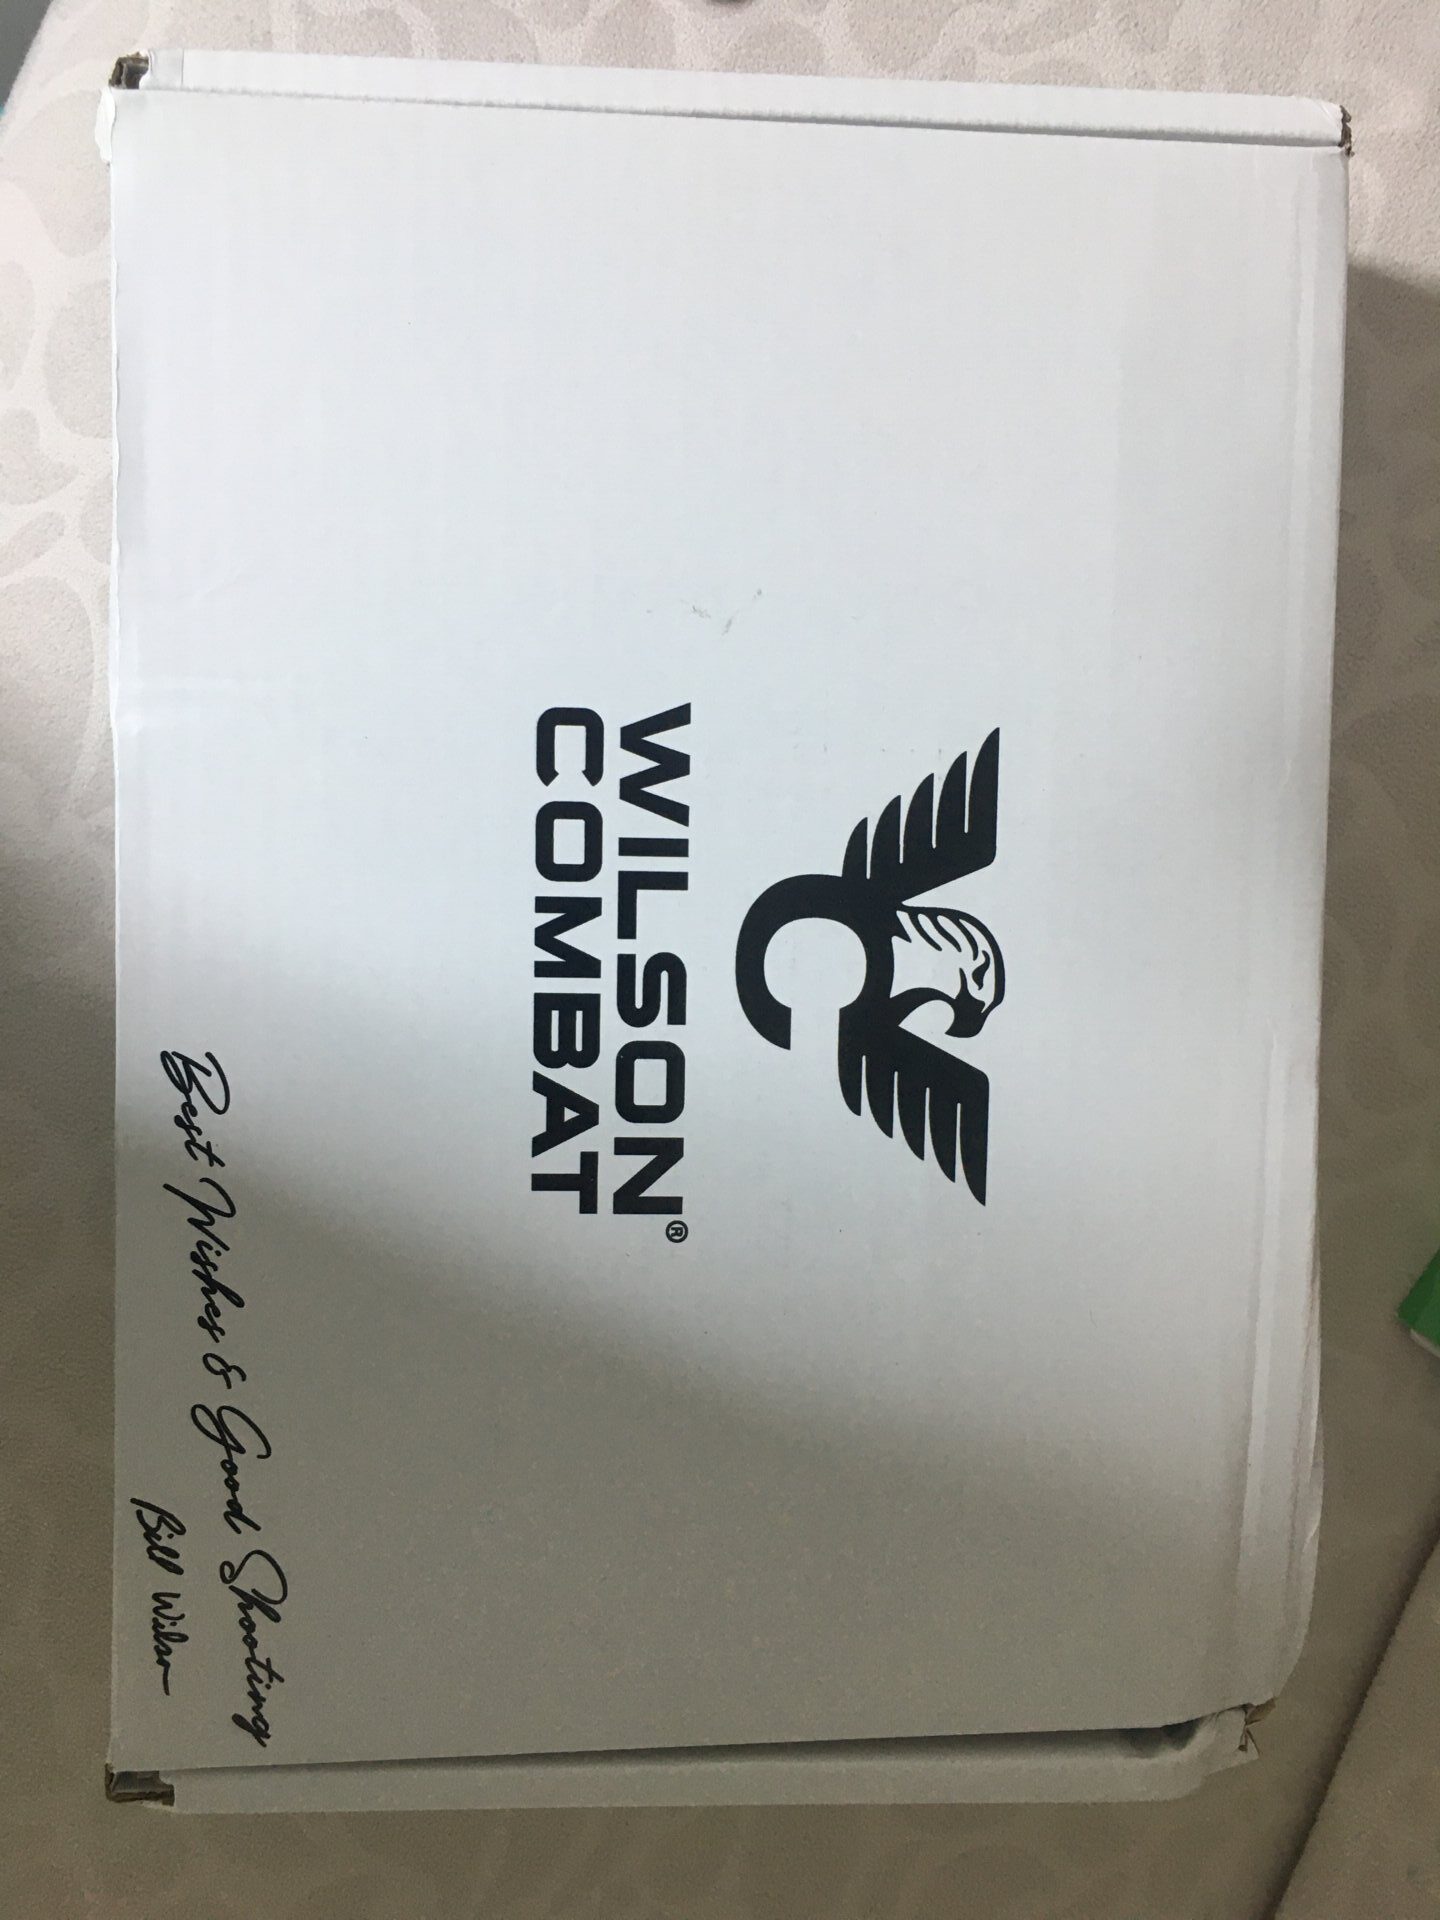 WILSON
COMBAT®
Best Wishes & Good Shooting
Bill Wilson